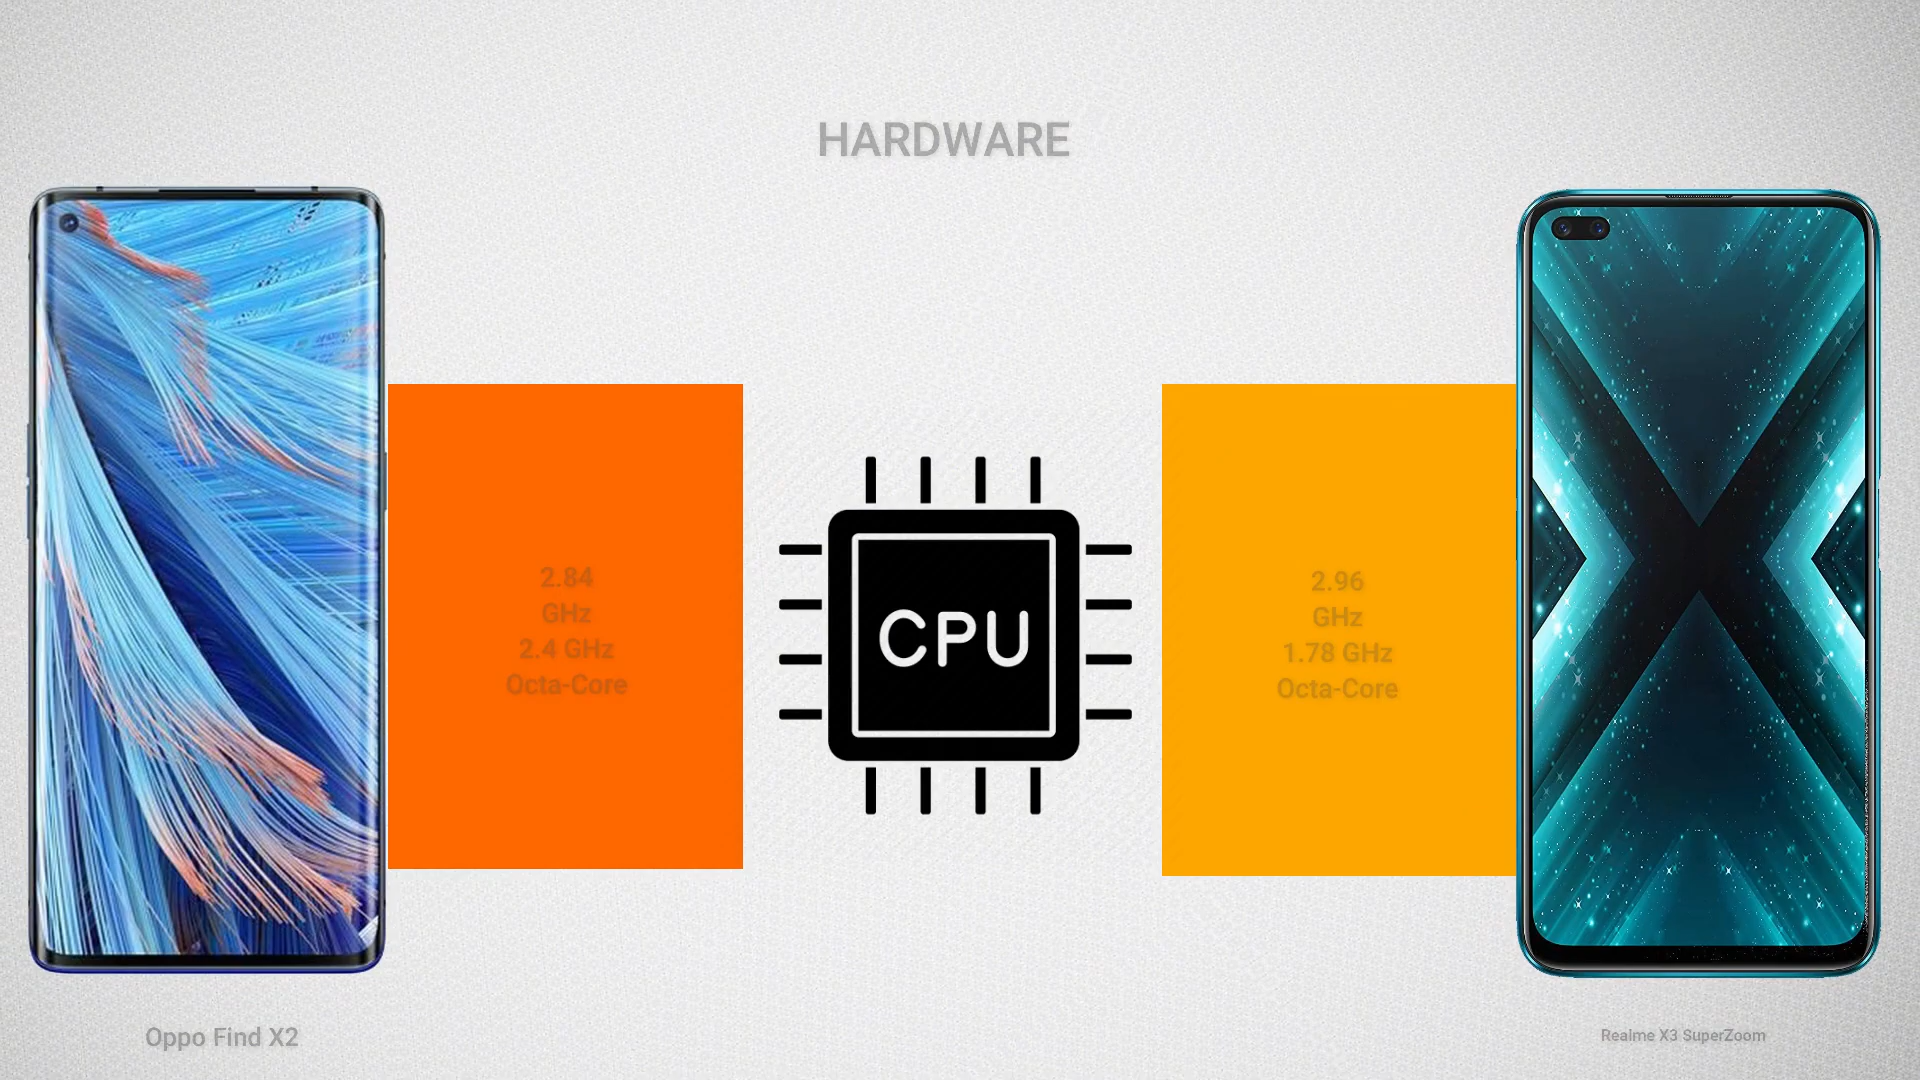 HARDWARE
2.84
GHz
2.4 GHz
Octa-Core
CPU
2.96
GHz
1.78 GHz
Octa-Core
Oppo Find X2
Realme X3 SuperZoom